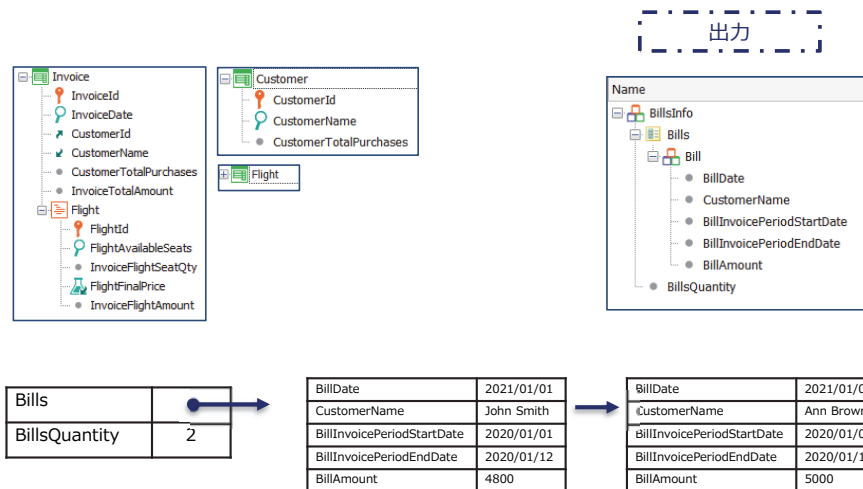 出力
Invoice
InvoiceId
InvoiceDate
CustomerId
CustomerName
CustomerTotalPurchases
InvoiceTotalAmount
Flight
FlightId
FlightAvailableSeats
InvoiceFlightSeatQty
FlightFinalPrice
InvoiceFlightAmount
Customer
CustomerId
CustomerName
CustomerTotalPurchases
Flight
Name
BillsInfo
Bills
Bill
BillDate
CustomerName
BillInvoicePeriodStartDate
BillInvoicePeriodEndDate
BillAmount
BillsQuantity
Bills
BillsQuantity 2
BillDate 2021/01/01
CustomerName John Smith
BillInvoicePeriodStartDate 2020/01/01
BillInvoicePeriodEndDate 2020/01/12
BillAmount 4800
BillDate
CustomerName Ann Brown
BillInvoicePeriodStartDate
BillInvoicePeriodEndDate
BillAmount 5000